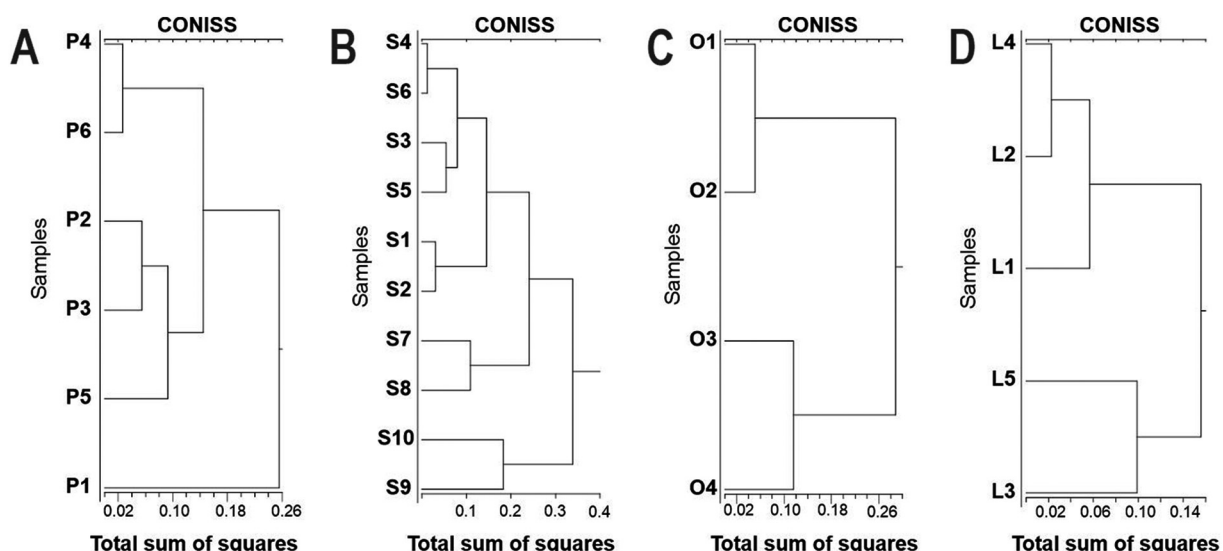 A
CONISS
P4
P6
P2
P3
P5
P1
Samples
0.02 0.10 0.18 0.26
Total sum of squares
B
CONISS
S4
S6
S3
S5
S1
S2
S7
S8
S10
S9
Samples
0.1 0.2 0.3 0.4
Total sum of squares
C
CONISS
O1
O2
O3
O4
Samples
0.02 0.10 0.18 0.26
Total sum of squares
D
CONISS
L4
L2
L1
L5
L3
Samples
0.02 0.06 0.10 0.14
Total sum of squares